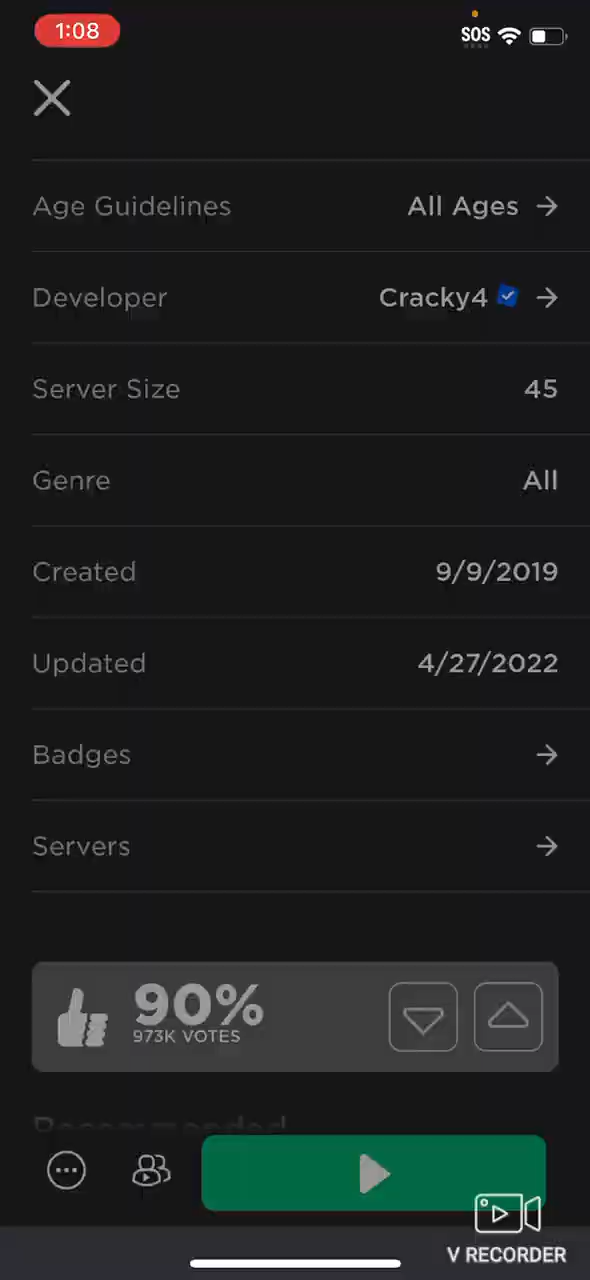 1:08
SOS
Age Guidelines All Ages
Developer Cracky4
Server Size 45
Genre All
Created 9/9/2019
Updated 4/27/2022
Badges
Servers
90%
973K VOTES
Recommended
V RECORDER